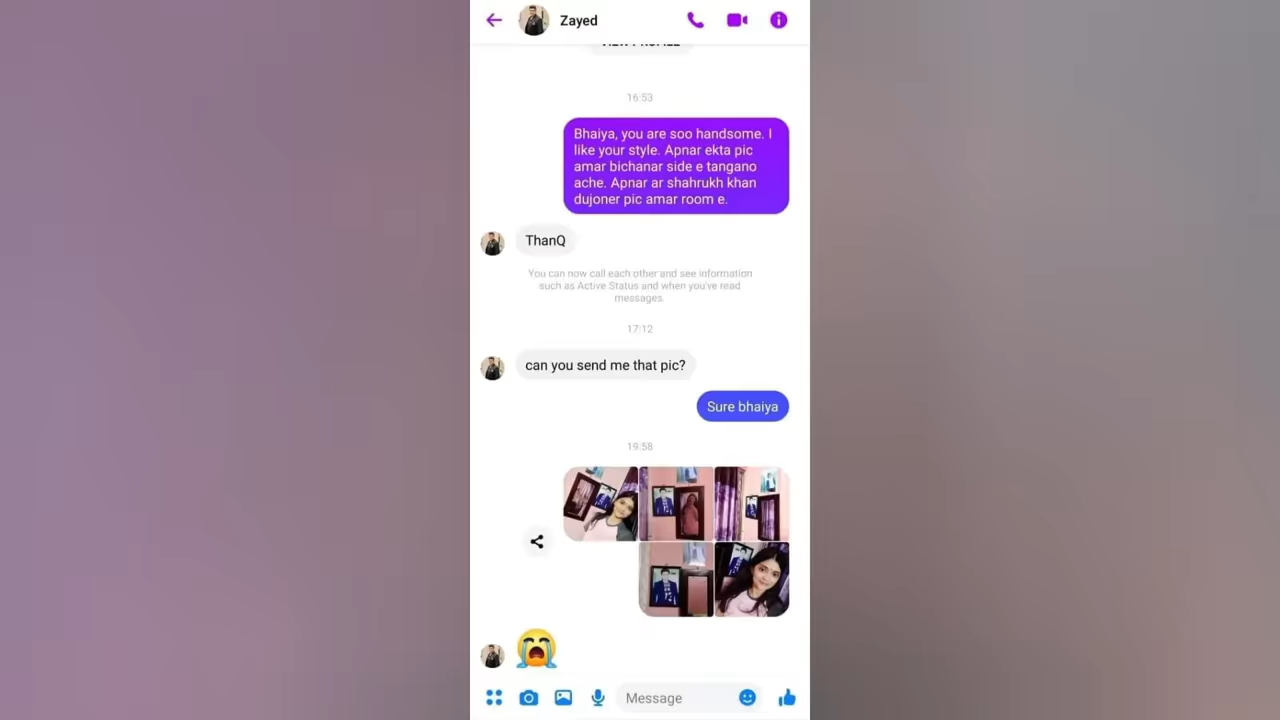 Zayed
VIEW PROFILE
16:53
Bhaiya, you are soo handsome. I
like your style. Apnar ekta pic
amar bichanar side e tangano
ache. Apnar ar shahrukh khan
dujoner pic amar room e.
ThanQ
You can now call each other and see information
such as Active Status and when you've read
messages.
17:12
can you send me that pic?
Sure bhaiya
19:58
Message